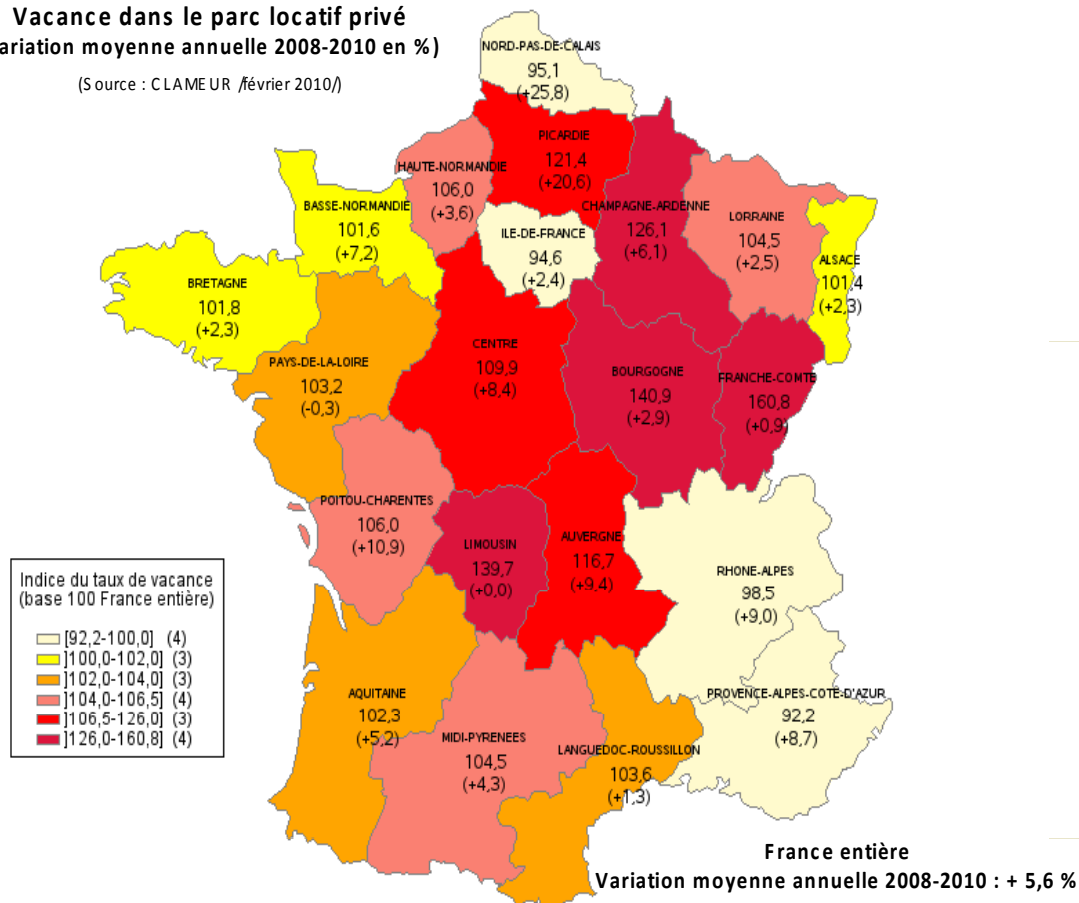 Vacance dans le parc locatif privé
ariation moyenne annuelle 2008-2010 en %)
(Source : CLAMEUR /février 2010/)
NORD-PAS-DE-CALAIS
95,1
(+25,8)
PICARDIE
121,4
(+20,6)
HAUTE-NORMANDIE
106,0
(+3,6)
BASSE-NORMANDIE
101,6
(+7,2)
ILE-DE-FRANCE
94,6
(+2,4)
CHAMPAGNE-ARDENNE
126,1
(+6,1)
LORRAINE
104,5
(+2,5)
ALSACE
101,4
(+2,3)
BRETAGNE
101,8
(+2,3)
PAYS-DE-LA-LOIRE
103,2
(-0,3)
CENTRE
109,9
(+8,4)
BOURGOGNE
140,9
(+2,9)
FRANCHE-COMTE
160,8
(+0,9)
POITOU-CHARENTES
106,0
(+10,9)
LIMOUSIN
139,7
(+0,0)
AUVERGNE
116,7
(+9,4)
RHONE-ALPES
98,5
(+9,0)
AQUITAINE
102,3
(+5,2)
MIDI-PYRENEES
104,5
(+4,3)
LANGUEDOC-ROUSSILLON
103,6
(+1,3)
PROVENCE-ALPES-COTE-D'AZUR
92,2
(+8,7)
Indice du taux de vacance
(base 100 France entière)
[92,2-100,0] (4)
]100,0-102,0] (3)
]102,0-104,0] (3)
]104,0-106,5] (4)
]106,5-126,0] (3)
]126,0-160,8] (4)
France entière
Variation moyenne annuelle 2008-2010 : + 5,6 %